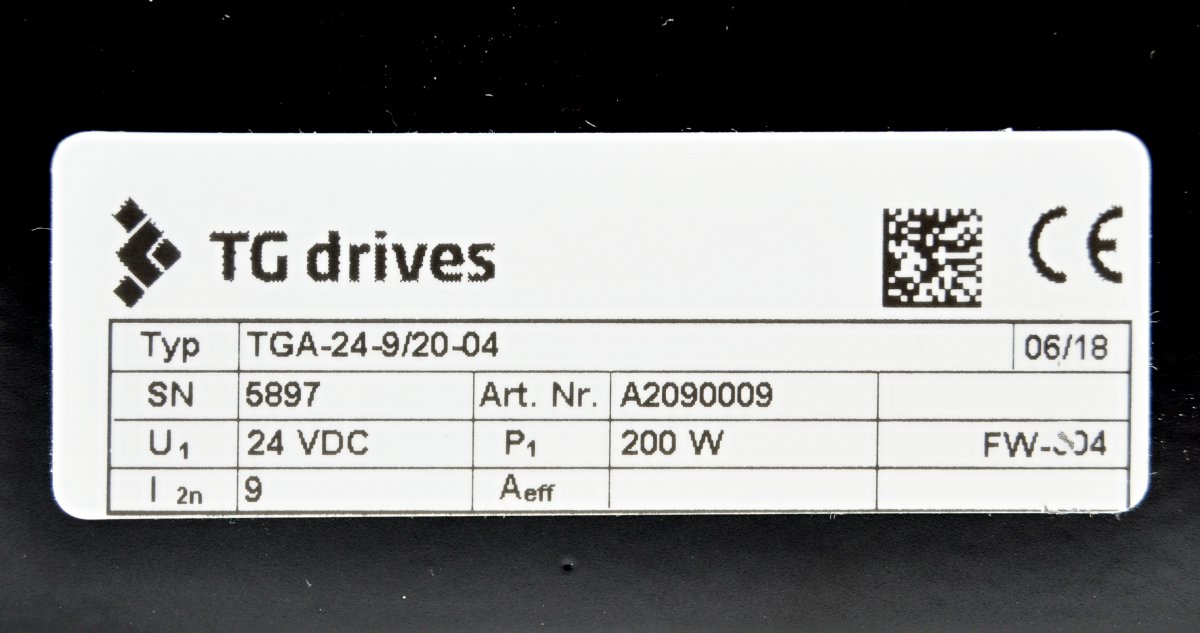 TG drives
CE
Typ TGA-24-9/20-04 06/18
SN 5897 Art. Nr. A2090009
U1 24 VDC P1 200 W
I 2n 9 Aeff